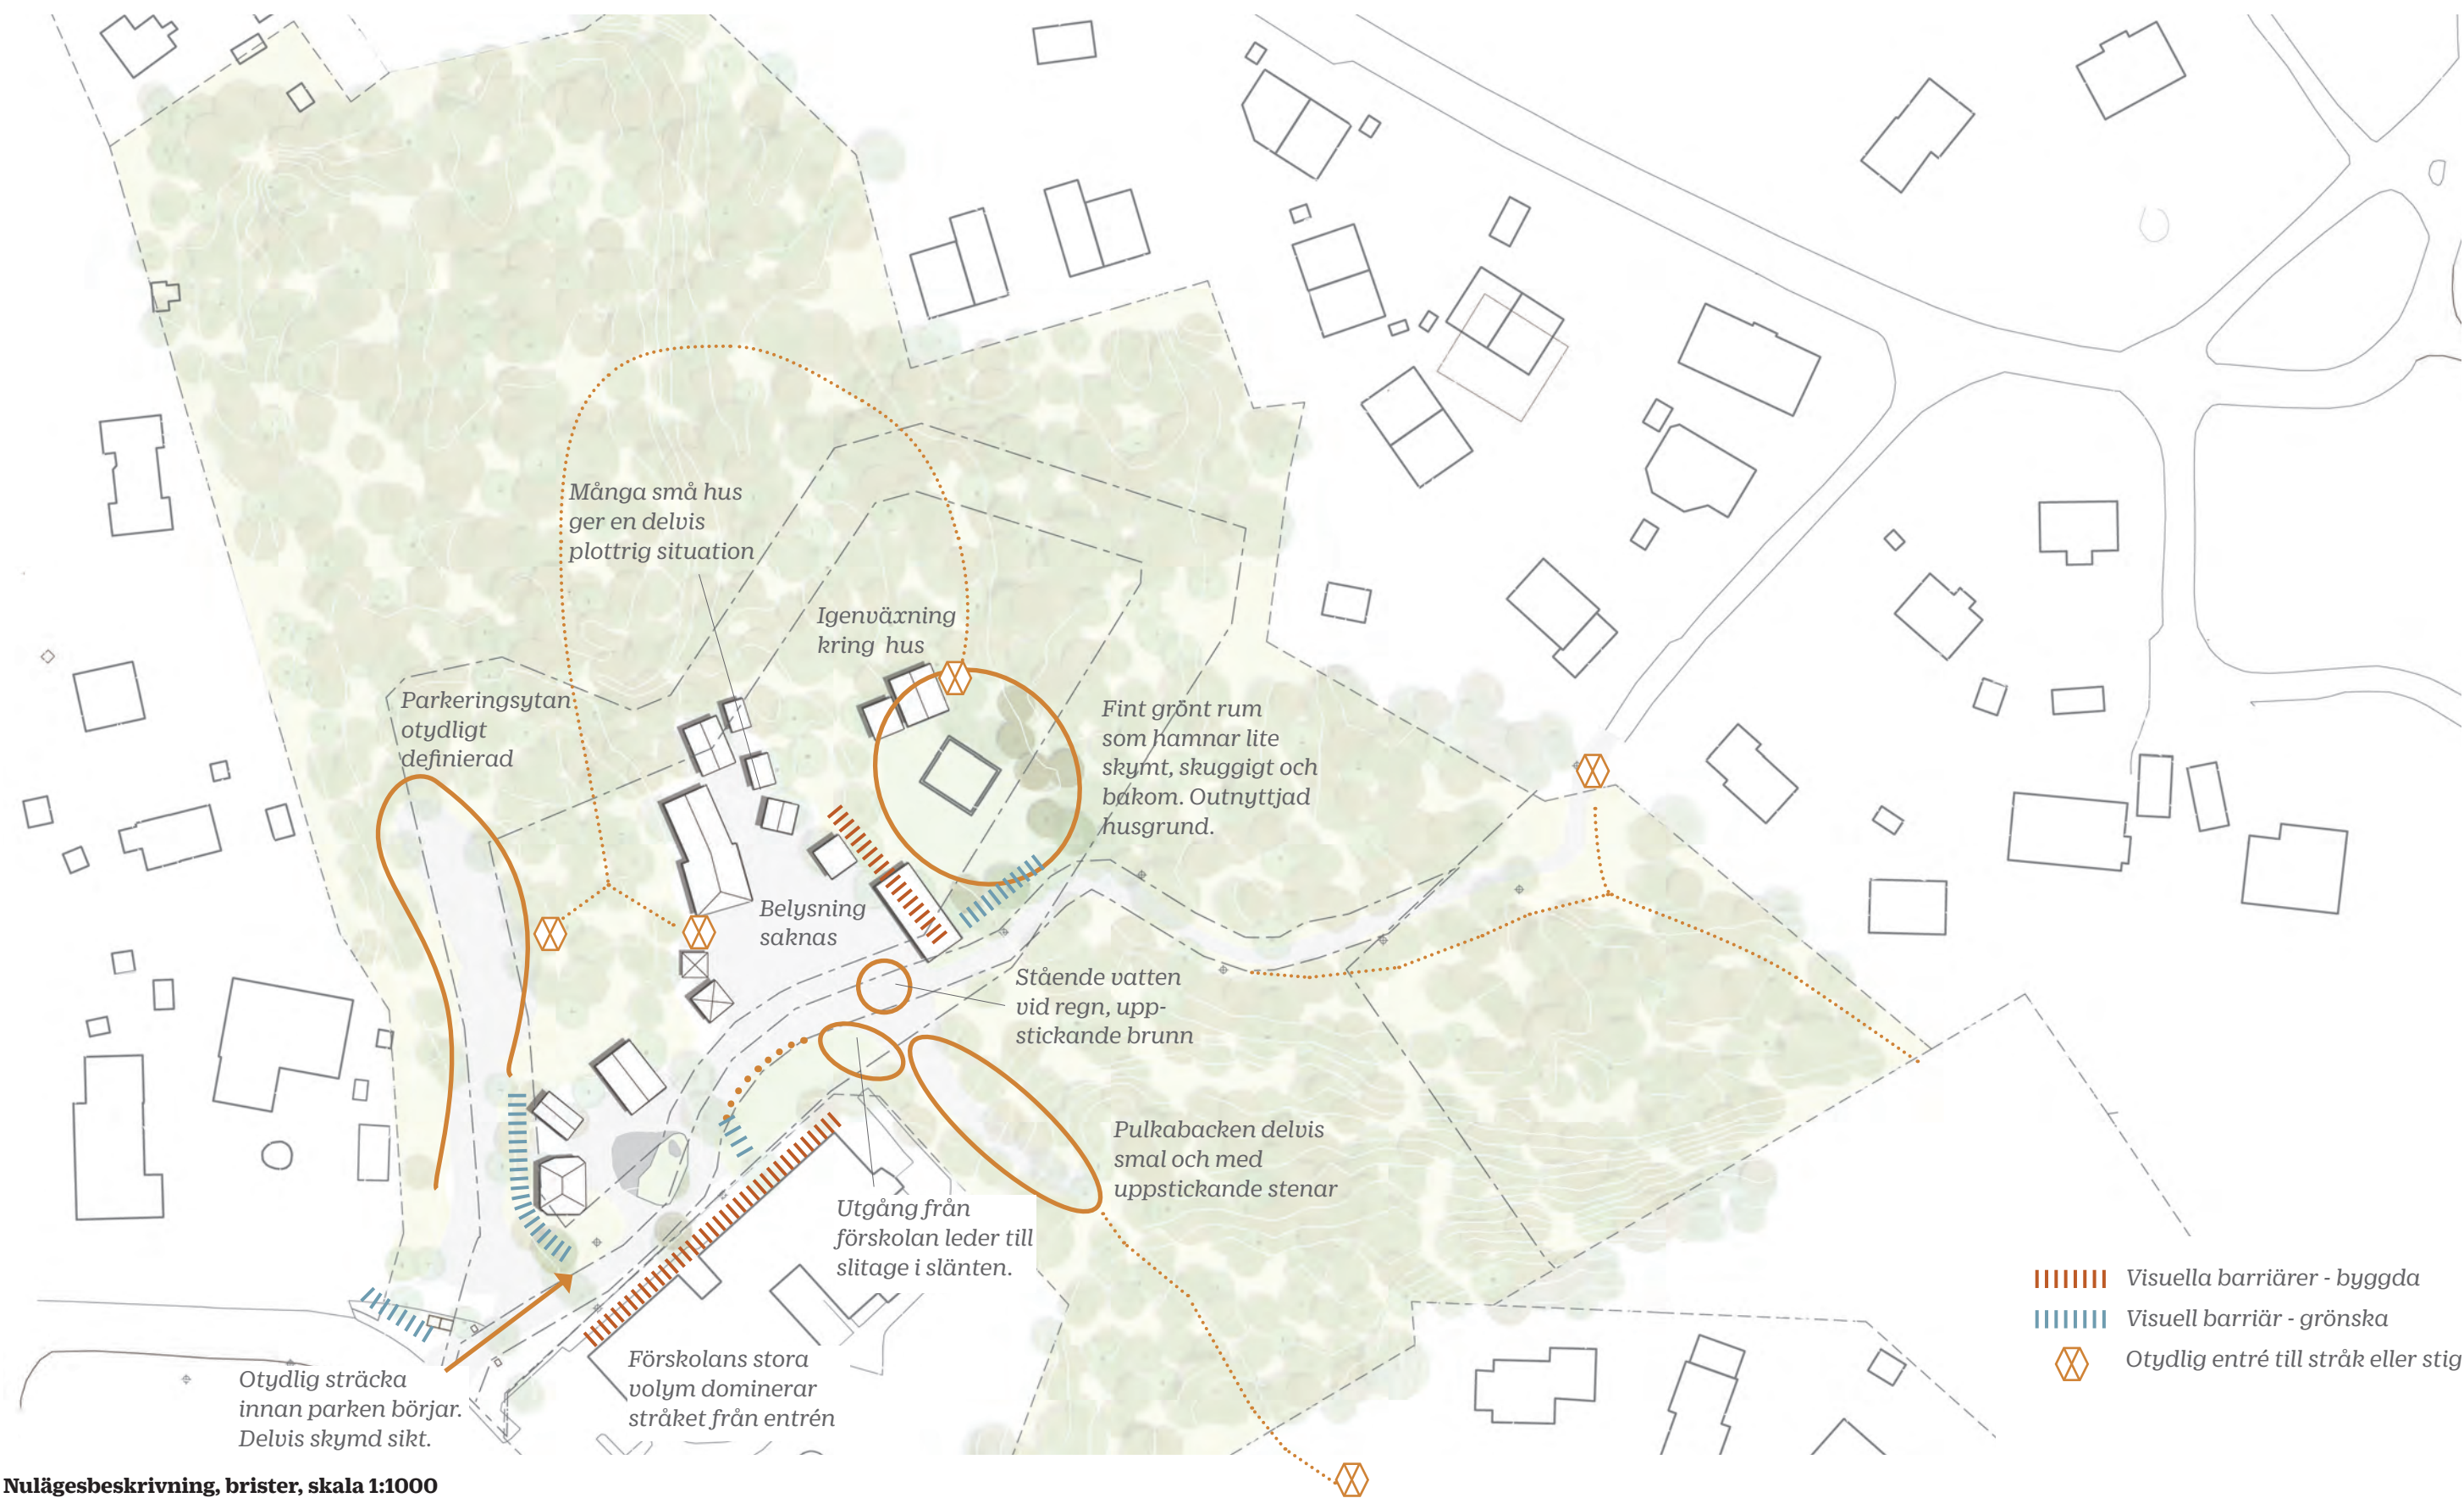 Många små hus
ger en delvis
plottrig situation
Igenväxning
kring hus
Parkeringsytan
otydligt
definierad
Fint grönt rum
som hamnar lite
skymt, skuggigt och
bakom. Outnyttjad
husgrund.
Belysning
saknas
Stående vatten
vid regn, upp-
stickande brunn
Pulkabacken delvis
smal och med
uppstickande stenar
Utgång från
förskolan leder till
slitage i slänten.
Förskolans stora
volym dominerar
stråket från entrén
Otydlig sträcka
innan parken börjar.
Delvis skymd sikt.
Visuella barriärer - byggda
Visuell barriär - grönska
Otydlig entré till stråk eller stig
Nulägesbeskrivning, brister, skala 1:1000